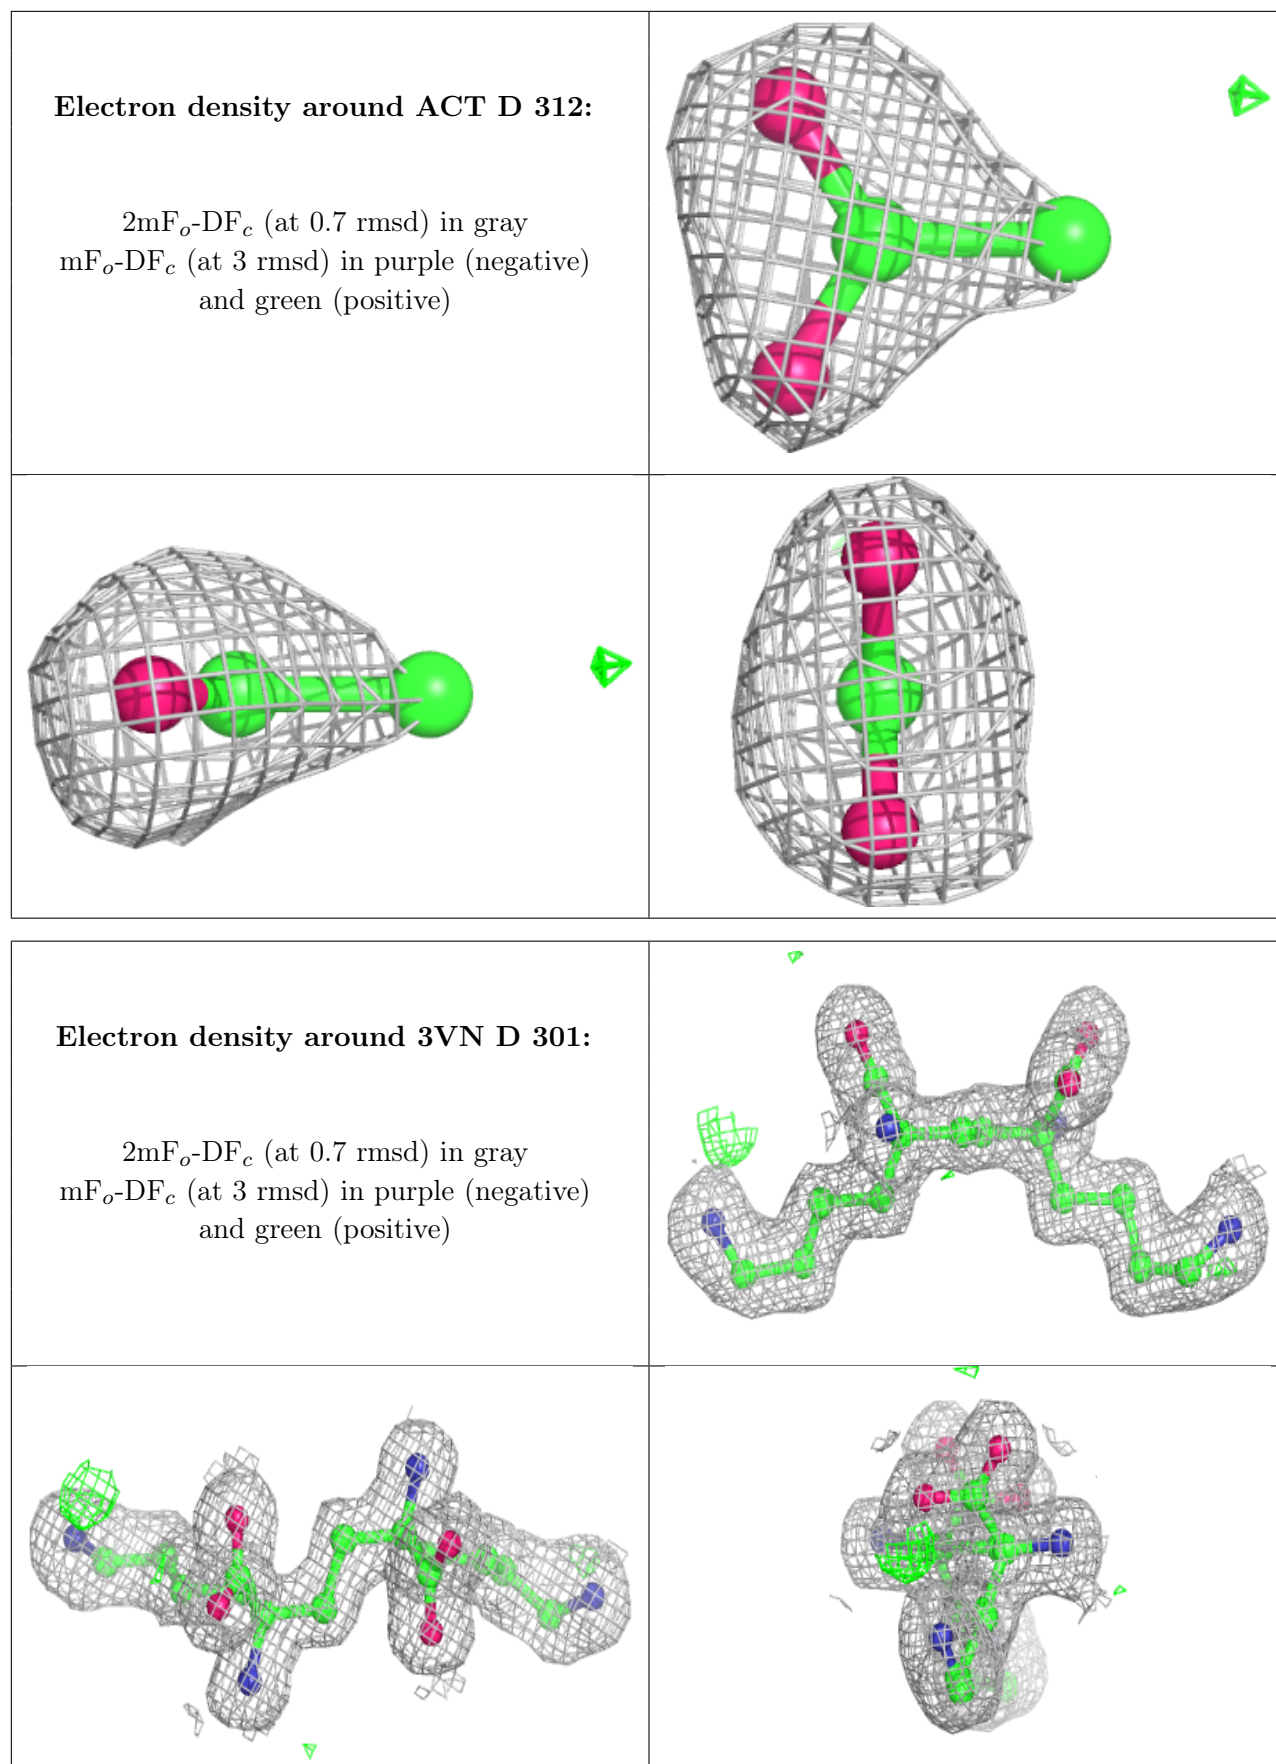 Electron density around ACT D 312:
2mFₒ-DF𝒸 (at 0.7 rmsd) in gray
mFₒ-DF𝒸 (at 3 rmsd) in purple (negative)
and green (positive)
Electron density around 3VN D 301:
2mFₒ-DF𝒸 (at 0.7 rmsd) in gray
mFₒ-DF𝒸 (at 3 rmsd) in purple (negative)
and green (positive)